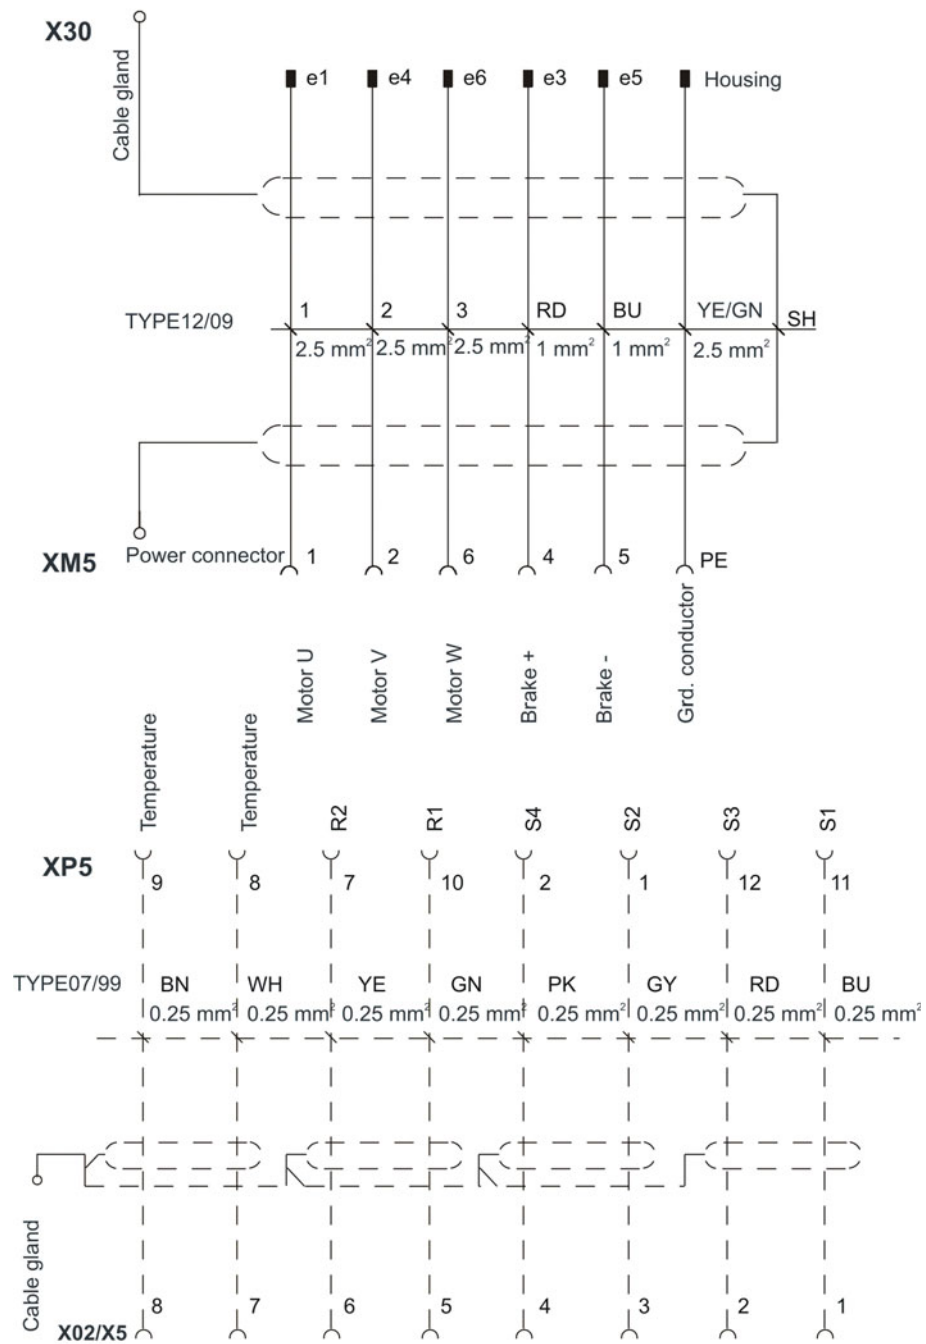 X30
Cable gland
e1 e4 e6 e3 e5 Housing
TYPE12/09
1 2 3 RD BU YE/GN SH
2.5 mm² 2.5 mm² 2.5 mm² 1 mm² 1 mm² 2.5 mm²
XM5 Power connector 1 2 6 4 5 PE
Motor U
Motor V
Motor W
Brake +
Brake -
Grd. conductor
Temperature
Temperature
R2
R1
S4
S2
S3
S1
XP5
9 8 7 10 2 1 12 11
TYPE07/99 BN WH YE GN PK GY RD BU
0.25 mm² 0.25 mm² 0.25 mm² 0.25 mm² 0.25 mm² 0.25 mm² 0.25 mm² 0.25 mm²
Cable gland
8 7 6 5 4 3 2 1
X02/X5